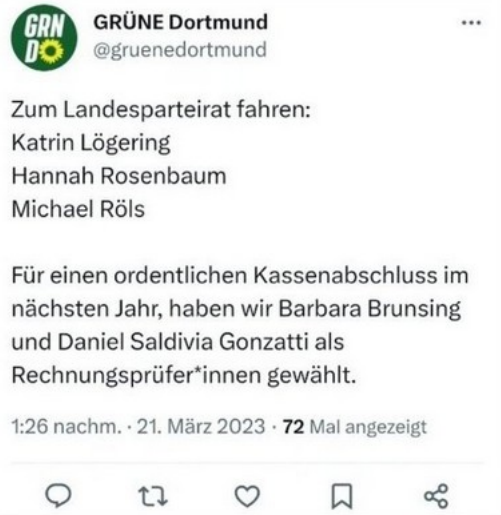 GRN
DO
GRÜNE Dortmund
@gruenedortmund
Zum Landesparteirat fahren:
Katrin Lögering
Hannah Rosenbaum
Michael Röls
Für einen ordentlichen Kassenabschluss im
nächsten Jahr, haben wir Barbara Brunsing
und Daniel Saldivia Gonzatti als
Rechnungsprüfer*innen gewählt.
1:26 nachm. · 21. März 2023 · 72 Mal angezeigt